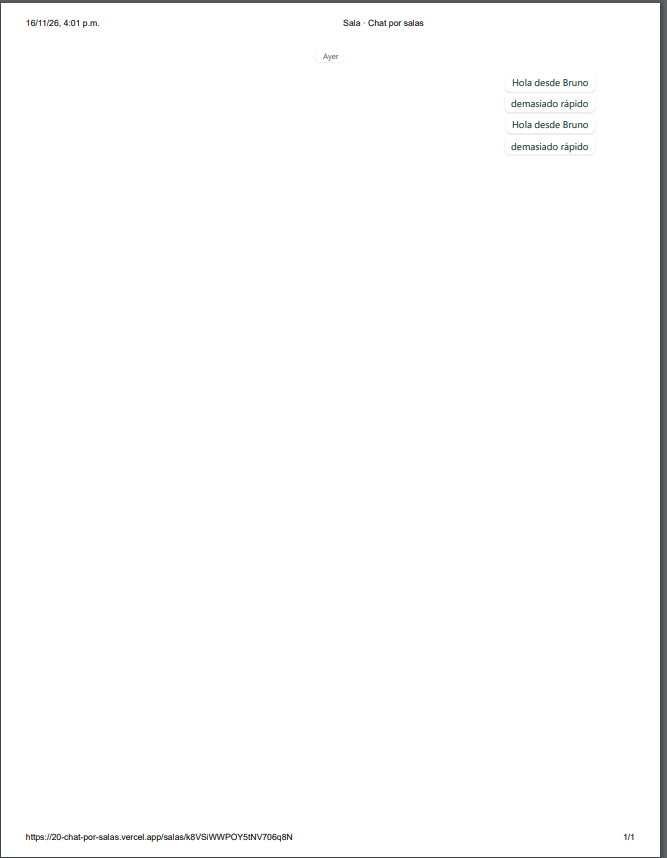 16/11/26, 4:01 p.m. Sala · Chat por salas
Ayer
Hola desde Bruno
demasiado rápido
Hola desde Bruno
demasiado rápido
https://20-chat-por-salas.vercel.app/salas/k8VSiWWPOY5tNV706q8N 1/1